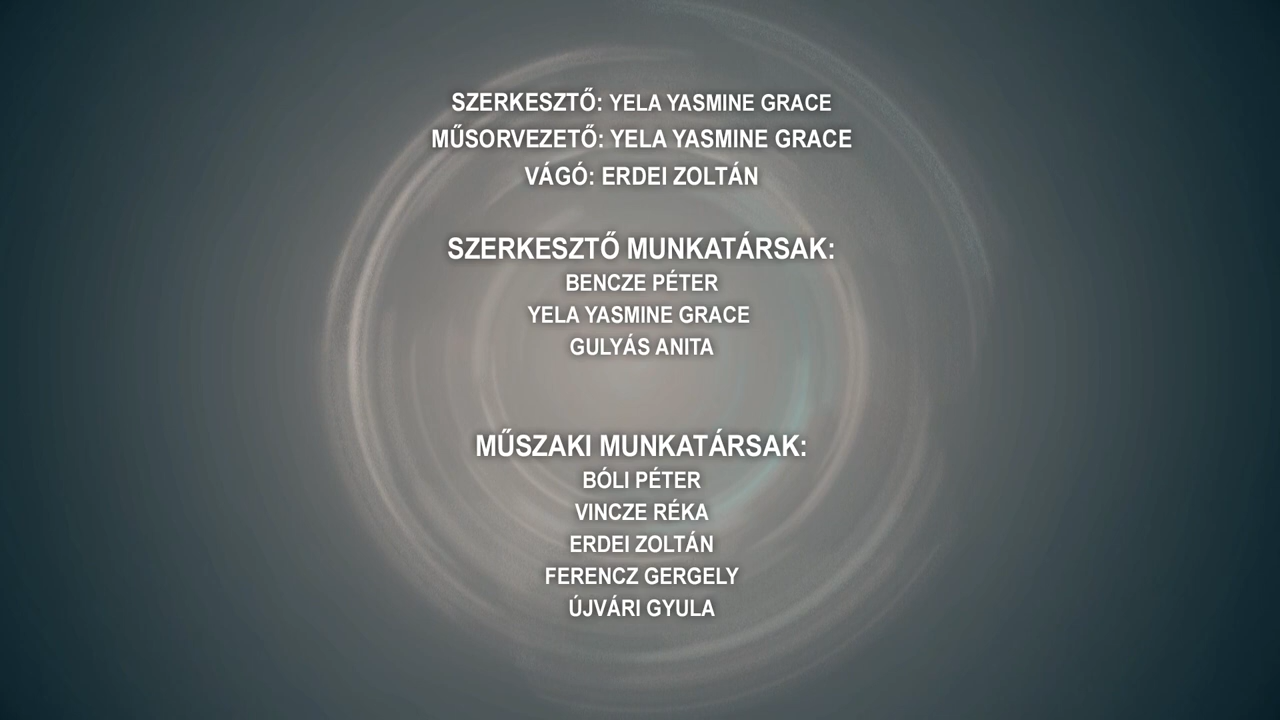 SZERKESZTŐ: YELA YASMINE GRACE
MŰSORVEZETŐ: YELA YASMINE GRACE
VÁGÓ: ERDEI ZOLTÁN
SZERKESZTŐ MUNKATÁRSAK:
BENCZE PÉTER
YELA YASMINE GRACE
GULYÁS ANITA
MŰSZAKI MUNKATÁRSAK:
BÓLI PÉTER
VINCZE RÉKA
ERDEI ZOLTÁN
FERENCZ GERGELY
ÚJVÁRI GYULA